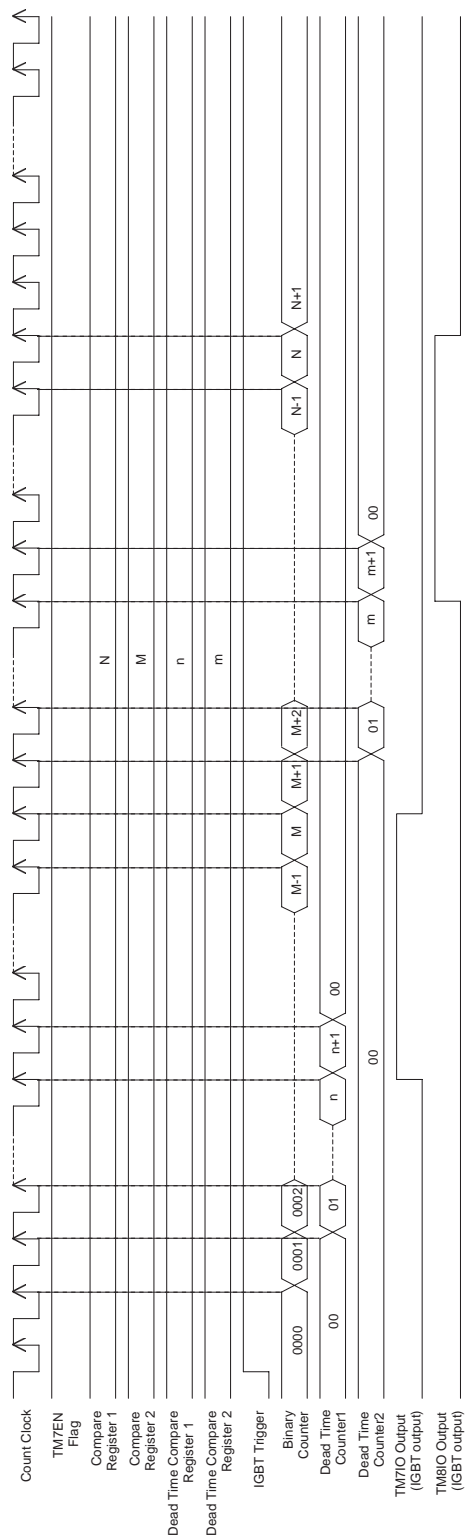 Count Clock
TM7EN
Flag
Compare
Register 1
N
Compare
Register 2
M
Dead Time Compare
Register 1
n
Dead Time Compare
Register 2
m
IGBT Trigger
Binary
Counter
0000 0001 0002 M-1 M M+1 M+2 N-1 N N+1
Dead Time
Counter1
00 01 n n+1 00
Dead Time
Counter2
00 01 m m+1 00
TM7IO Output
(IGBT output)
TM8IO Output
(IGBT output)